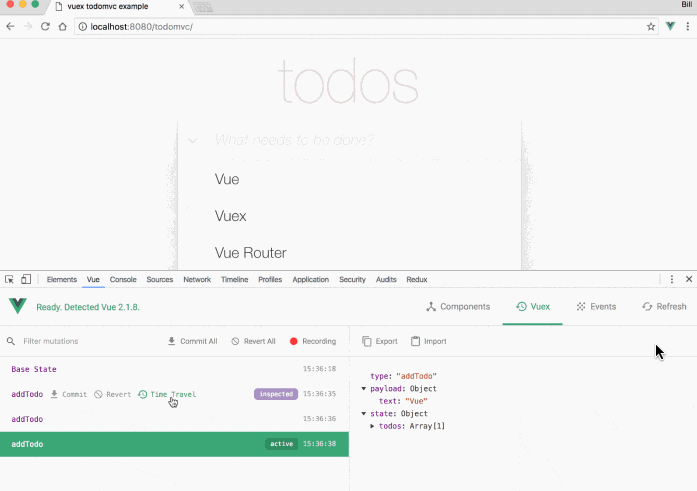 vuex todomvc example
Bill
localhost:8080/todomvc/
todos
What needs to be done?
Vue
Vuex
Vue Router
Elements Vue Console Sources Network Timeline Profiles Application Security Audits Redux
Ready. Detected Vue 2.1.8.
Components Vuex Events Refresh
Filter mutations Commit All Revert All Recording Export Import
Base State 15:36:18
addTodo Commit Revert Time Travel inspected 15:36:35
addTodo 15:36:36
addTodo active 15:36:38
type: "addTodo"
payload: Object
text: "Vue"
state: Object
todos: Array[1]